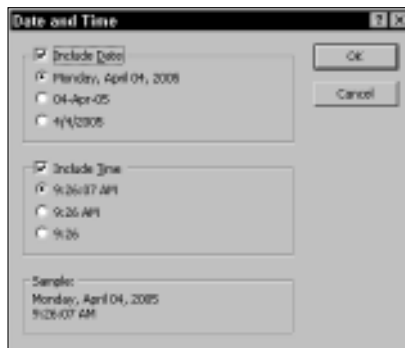 Date and Time
Include Date
Monday, April 04, 2005
04-Apr-05
4/4/2005
OK
Cancel
Include Time
9:26:07 AM
9:26 AM
9:26
Sample:
Monday, April 04, 2005
9:26:07 AM